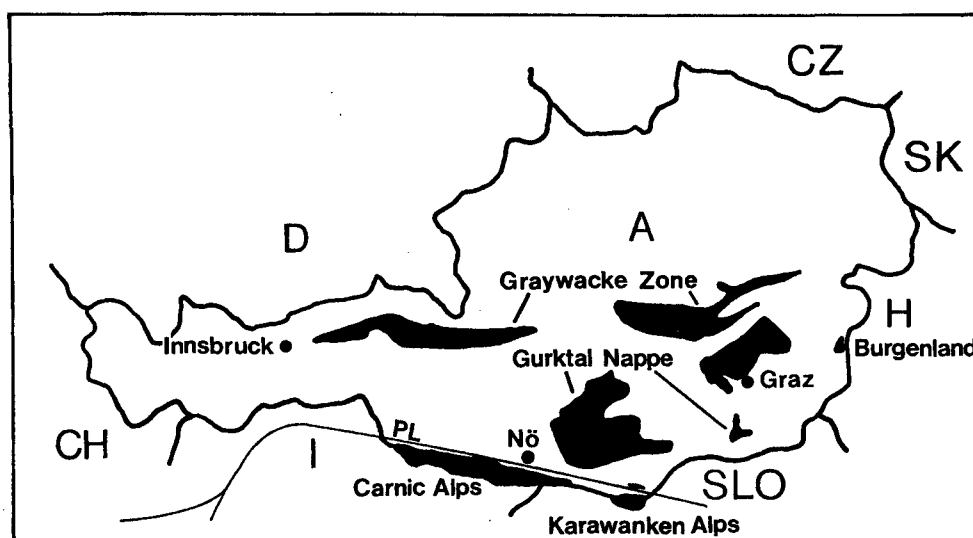 CZ
SK
D
A
Graywacke Zone
H
Innsbruck
Burgenland
Gurktal Nappe
Graz
CH
I
PL
Nö
SLO
Carnic Alps
Karawanken Alps